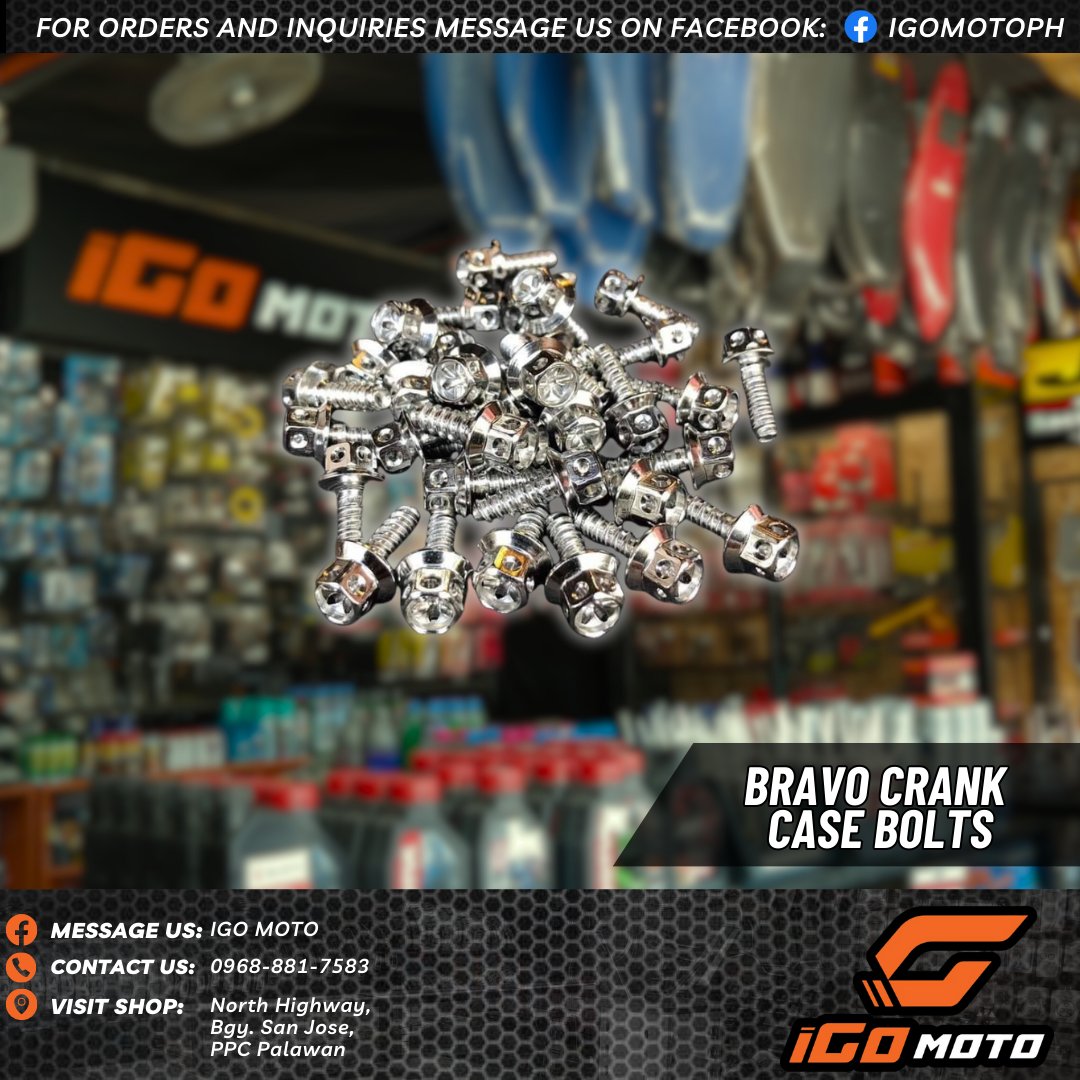 FOR ORDERS AND INQUIRIES MESSAGE US ON FACEBOOK: IGOMOTOPH
iGO MOTO
BRAVO CRANK
CASE BOLTS
MESSAGE US: IGO MOTO
CONTACT US: 0968-881-7583
VISIT SHOP: North Highway,
Bgy. San Jose,
PPC Palawan
iGO MOTO